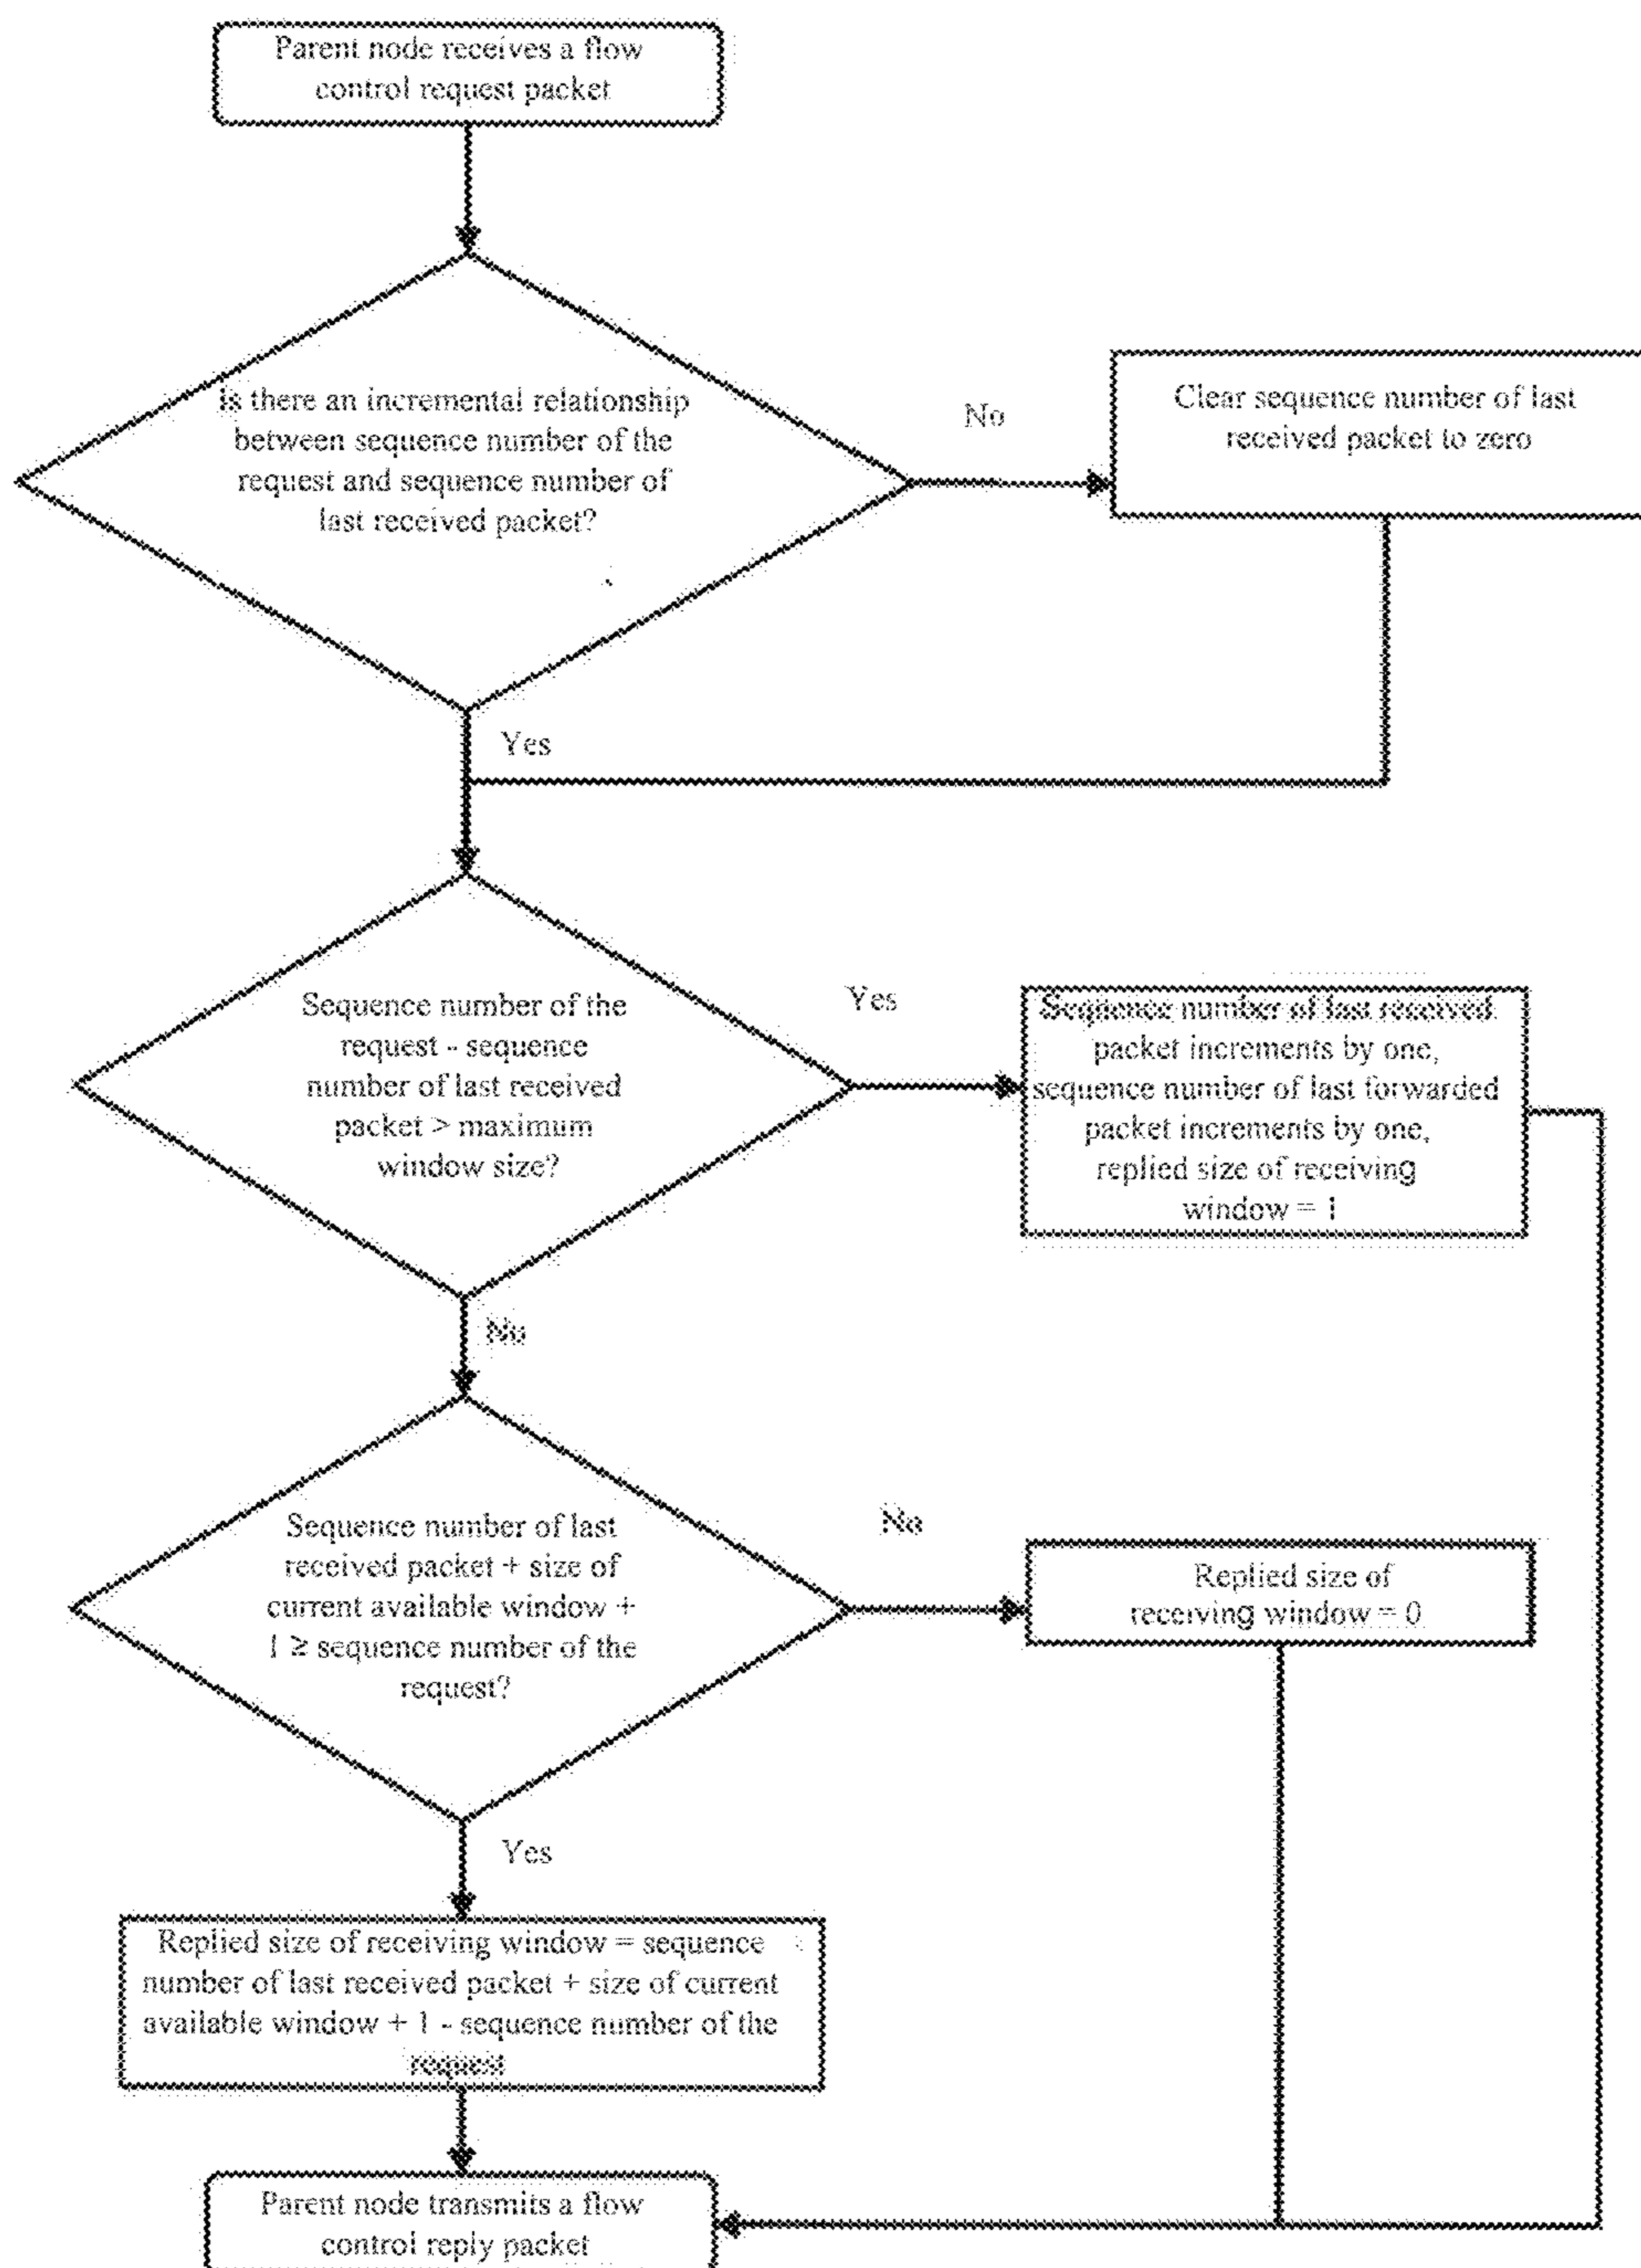 Parent node receives a flow
control request packet
Is there an incremental relationship
between sequence number of the
request and sequence number of
last received packet?
No
Clear sequence number of last
received packet to zero
Yes
Sequence number of the
request - sequence
number of last received
packet > maximum
window size?
Yes
Sequence number of last received
packet increments by one,
sequence number of last forwarded
packet increments by one,
replied size of receiving
window = 1
No
Sequence number of last
received packet + size of
current available window +
1 ≥ sequence number of the
request?
No
Replied size of
receiving window = 0
Yes
Replied size of receiving window = sequence
number of last received packet + size of current
available window + 1 - sequence number of the
request
Parent node transmits a flow
control reply packet